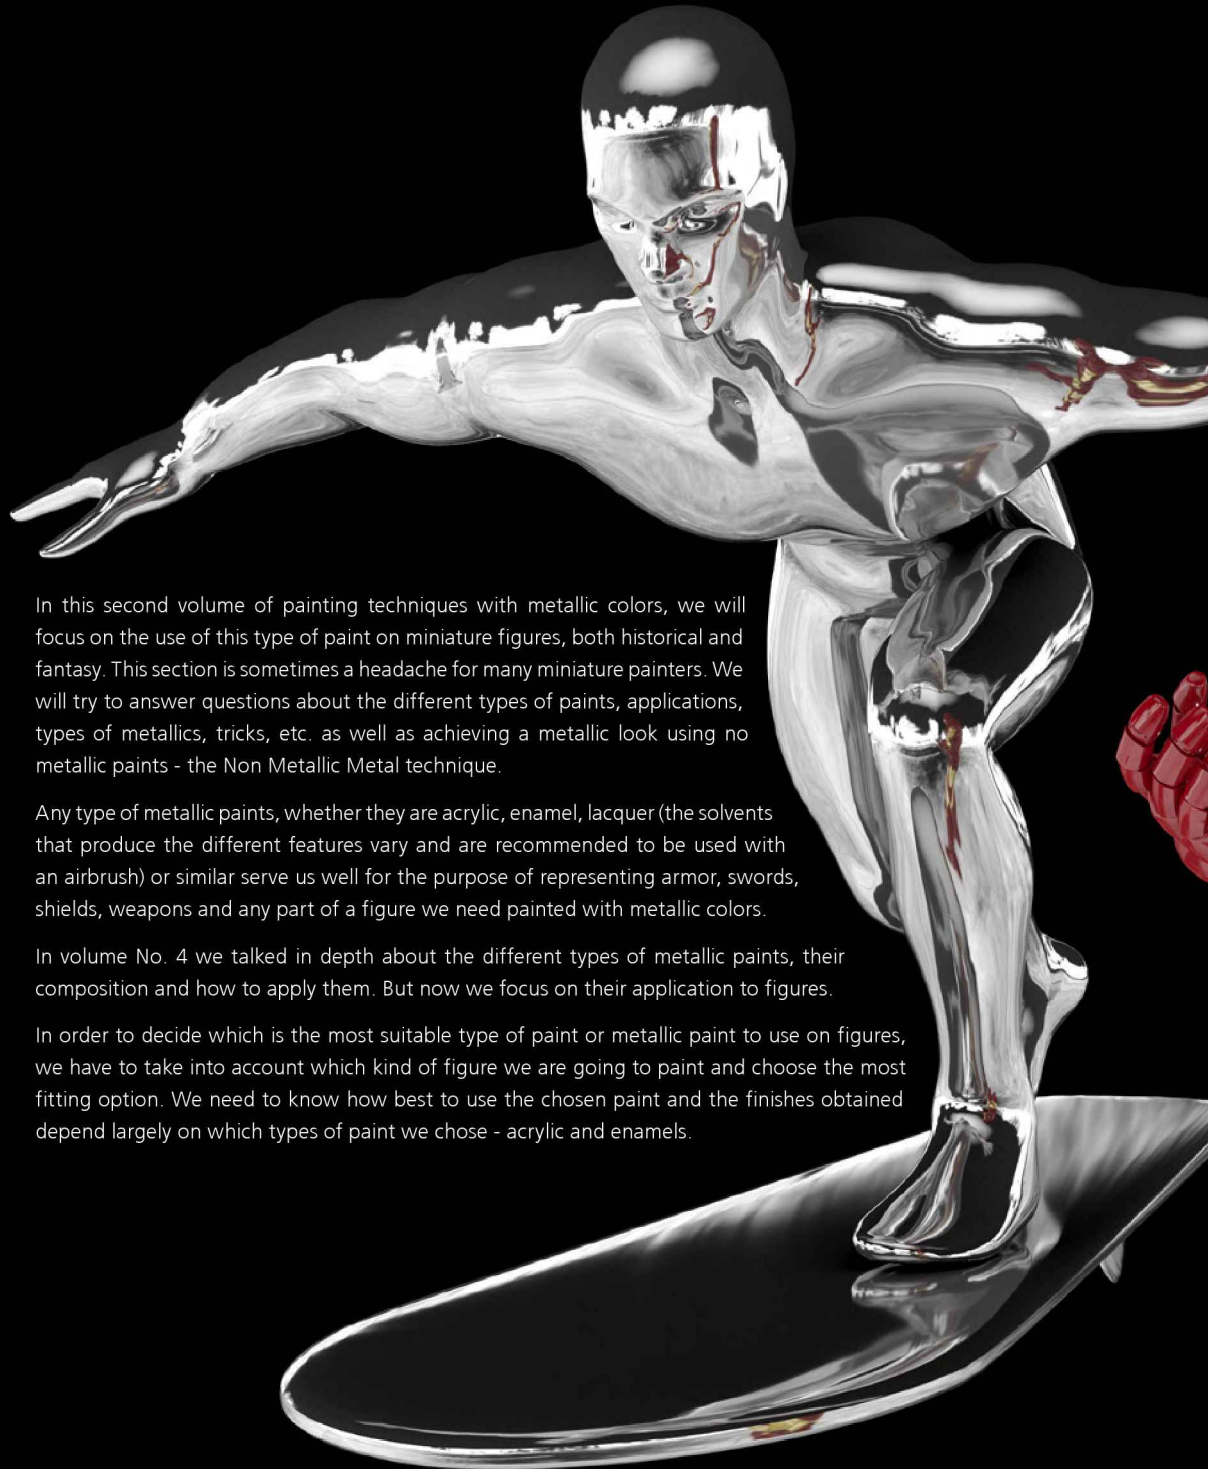 In this second volume of painting techniques with metallic colors, we will
focus on the use of this type of paint on miniature figures, both historical and
fantasy. This section is sometimes a headache for many miniature painters. We
will try to answer questions about the different types of paints, applications,
types of metallics, tricks, etc. as well as achieving a metallic look using no
metallic paints - the Non Metallic Metal technique.
Any type of metallic paints, whether they are acrylic, enamel, lacquer (the solvents
that produce the different features vary and are recommended to be used with
an airbrush) or similar serve us well for the purpose of representing armor, swords,
shields, weapons and any part of a figure we need painted with metallic colors.
In volume No. 4 we talked in depth about the different types of metallic paints, their
composition and how to apply them. But now we focus on their application to figures.
In order to decide which is the most suitable type of paint or metallic paint to use on figures,
we have to take into account which kind of figure we are going to paint and choose the most
fitting option. We need to know how best to use the chosen paint and the finishes obtained
depend largely on which types of paint we chose - acrylic and enamels.